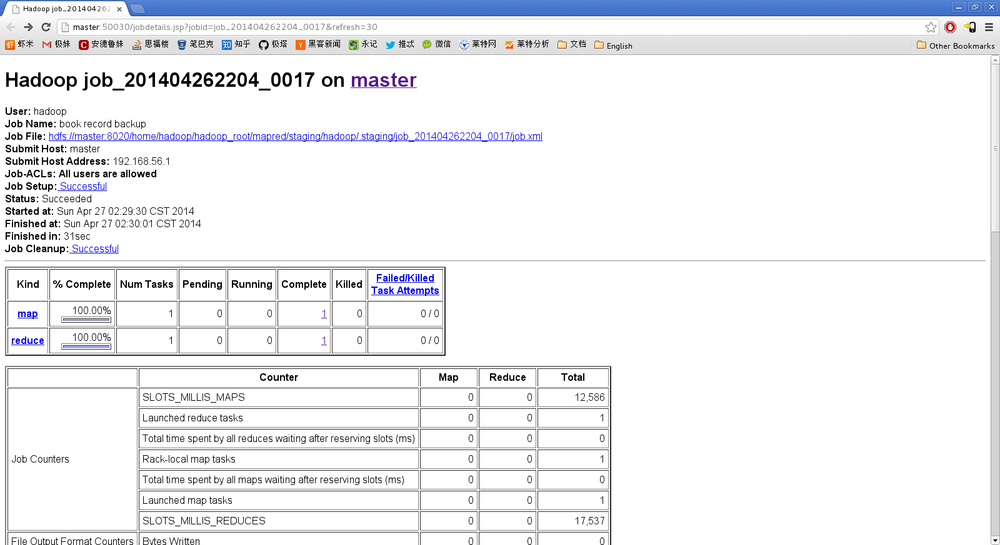 Hadoop job_201404262
master:50030/jobdetails.jsp?jobid=job_201404262204_0017&refresh=30
虾米 极妹 安德鲁妹 思福楼 笔巴克 知乎 极塔 黑客新闻 永记 推忒 微信 莱特网 莱特分析 文档 English Other Bookmarks
Hadoop job_201404262204_0017 on master
User: hadoop
Job Name: book record backup
Job File: hdfs://master:8020/home/hadoop/hadoop_root/mapred/staging/hadoop/.staging/job_201404262204_0017/job.xml
Submit Host: master
Submit Host Address: 192.168.56.1
Job-ACLs: All users are allowed
Job Setup: Successful
Status: Succeeded
Started at: Sun Apr 27 02:29:30 CST 2014
Finished at: Sun Apr 27 02:30:01 CST 2014
Finished in: 31sec
Job Cleanup: Successful
Kind % Complete Num Tasks Pending Running Complete Killed Failed/Killed
Task Attempts
map 100.00% 1 0 0 1 0 0 / 0
reduce 100.00% 1 0 0 1 0 0 / 0
Counter Map Reduce Total
SLOTS_MILLIS_MAPS 0 0 12,586
Launched reduce tasks 0 0 1
Total time spent by all reduces waiting after reserving slots (ms) 0 0 0
Job Counters Rack-local map tasks 0 0 1
Total time spent by all maps waiting after reserving slots (ms) 0 0 0
Launched map tasks 0 0 1
SLOTS_MILLIS_REDUCES 0 0 17,537
File Output Format Counters Bytes Written 0 0 0